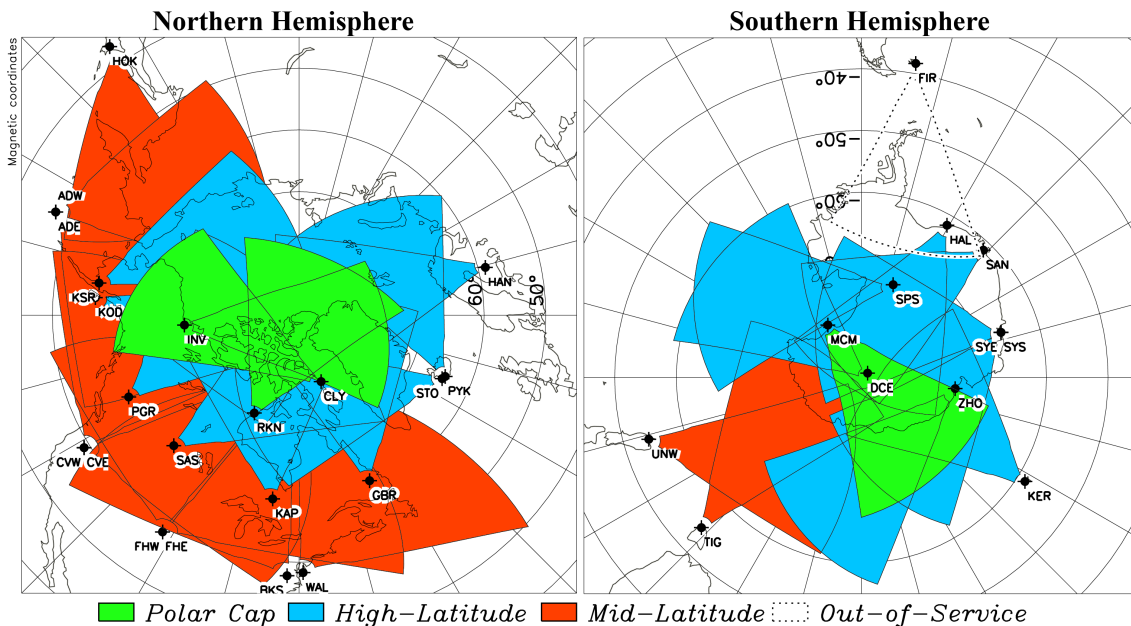 Northern Hemisphere
Southern Hemisphere
Magnetic coordinates
HOK
ADW
ADE
KSR
KOD
INV
PGR
CVW CVE
SAS
RKN
CLY
KAP
GBR
FHW FHE
BKS
WAL
HAN
STO
PYK
60°
50°
FIR
-40°
-50°
HAL
SAN
SPS
MCM
SYE SYS
DCE
ZHO
UNW
KER
TIG
Polar Cap
High-Latitude
Mid-Latitude
Out-of-Service